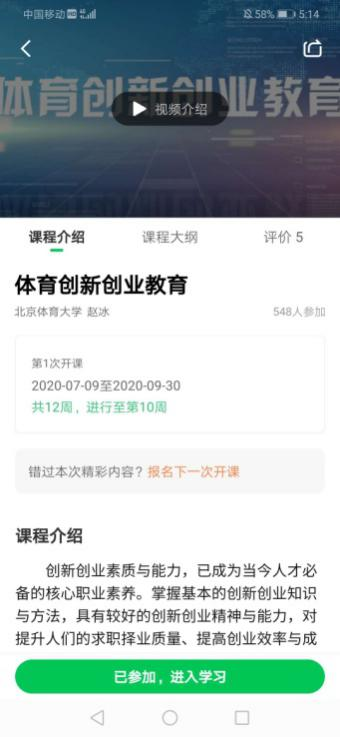 中国移动 HD 4G 58% 5:14
体育创新创业教育
视频介绍
课程介绍 课程大纲 评价 5
体育创新创业教育
北京体育大学 赵冰 548人参加
第1次开课
2020-07-09至2020-09-30
共12周，进行至第10周
错过本次精彩内容？报名下一次开课
课程介绍
创新创业素质与能力，已成为当今人才必
备的核心职业素养。掌握基本的创新创业知识
与方法，具有较好的创新创业精神与能力，对
提升人们的求职择业质量、提高创业效率与成
已参加，进入学习